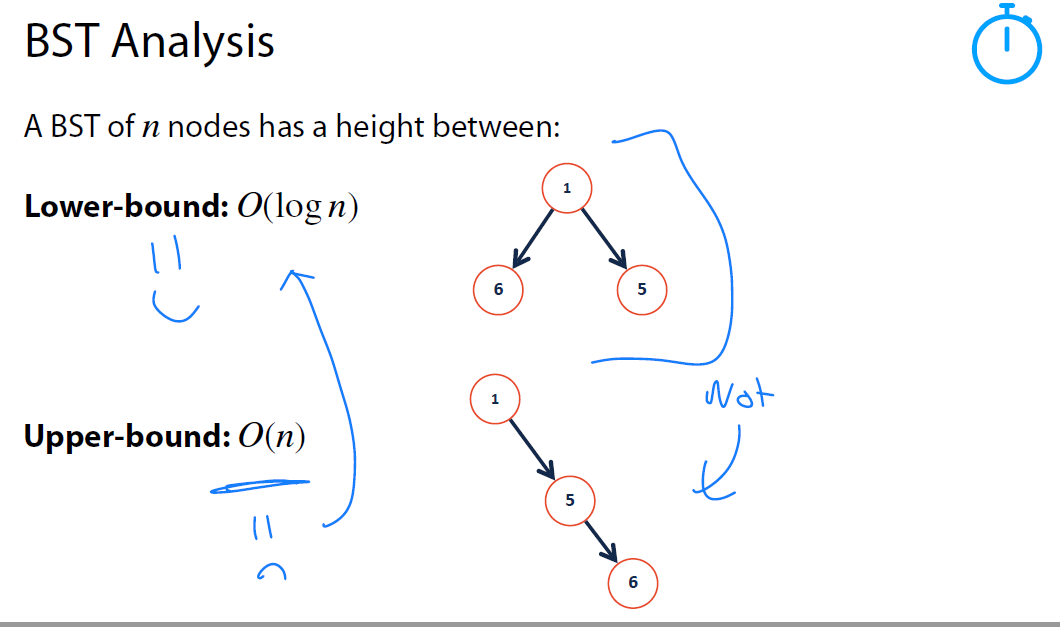 BST Analysis
A BST of n nodes has a height between:
Lower-bound: O(log n)
1
6
5
Not
Upper-bound: O(n)
1
5
6